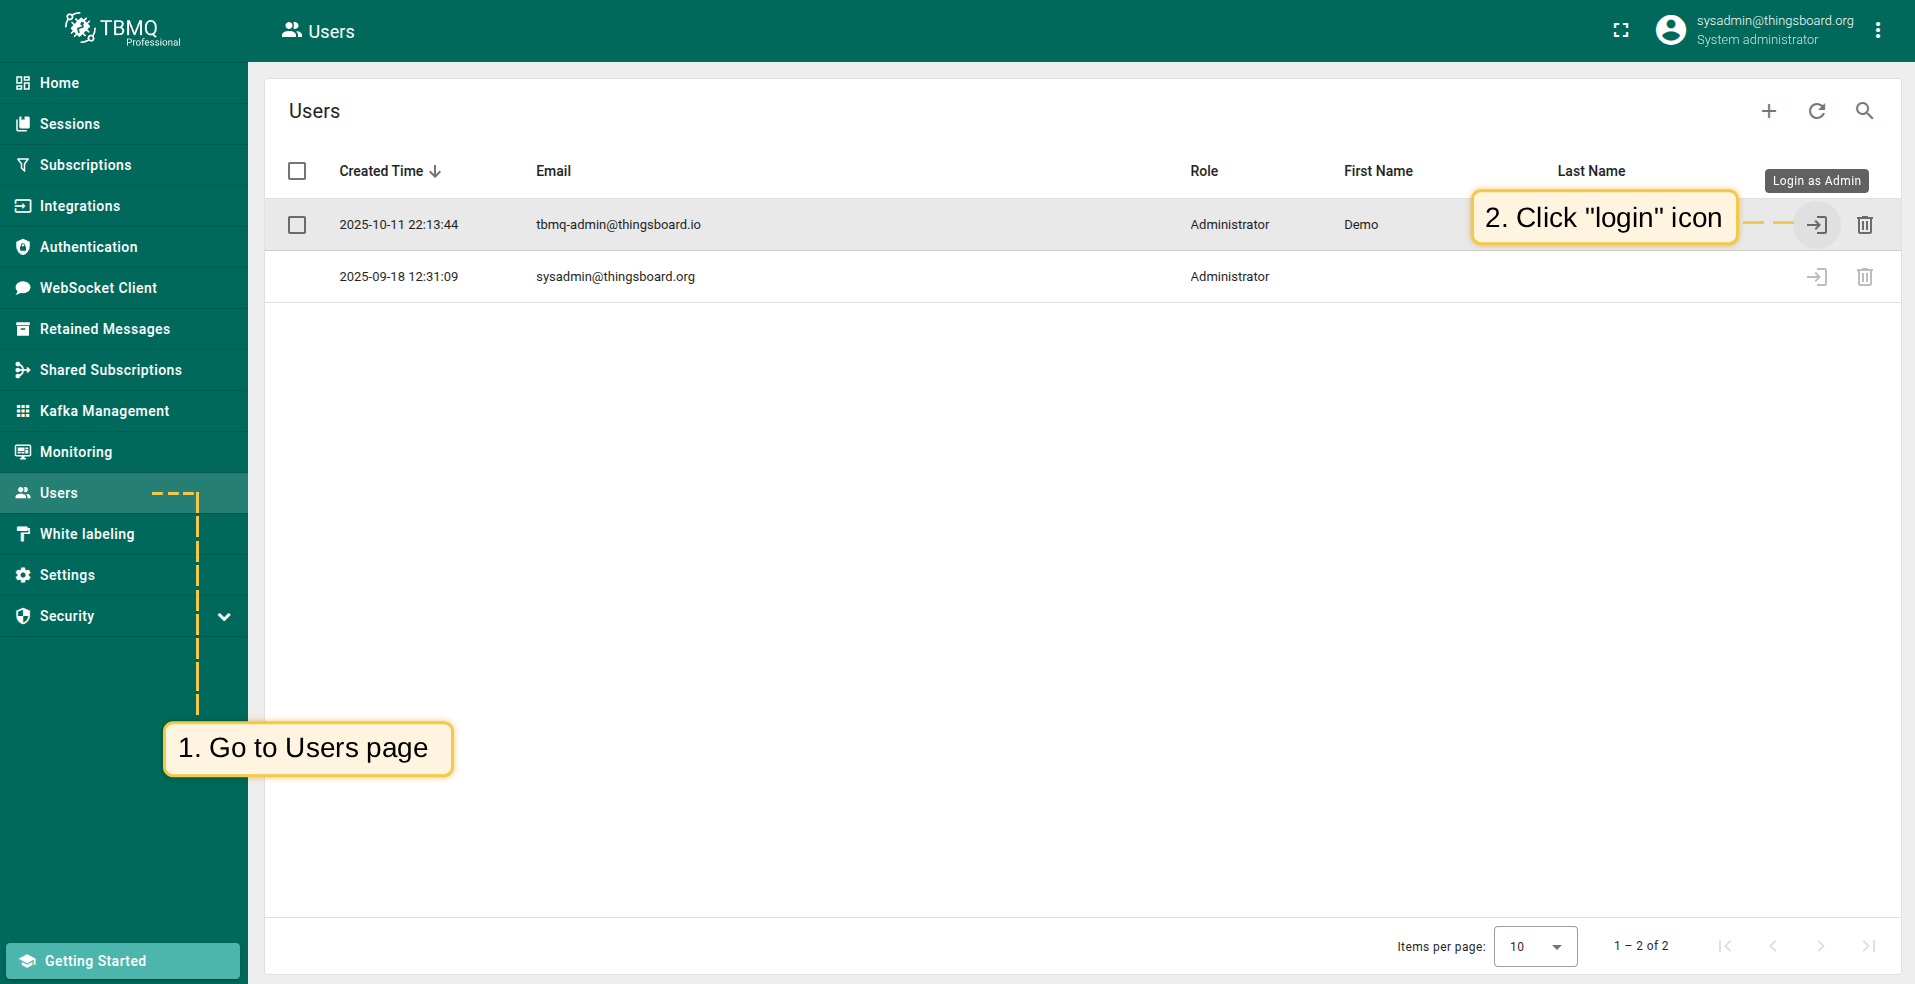 TBMQ
Professional
Users
sysadmin@thingsboard.org
System administrator
Home
Sessions
Subscriptions
Integrations
Authentication
WebSocket Client
Retained Messages
Shared Subscriptions
Kafka Management
Monitoring
Users
White labeling
Settings
Security
Getting Started
Users
Created Time Email Role First Name Last Name
Login as Admin
2025-10-11 22:13:44 tbmq-admin@thingsboard.io Administrator Demo
2. Click "login" icon
2025-09-18 12:31:09 sysadmin@thingsboard.org Administrator
1. Go to Users page
Items per page: 10 1 – 2 of 2